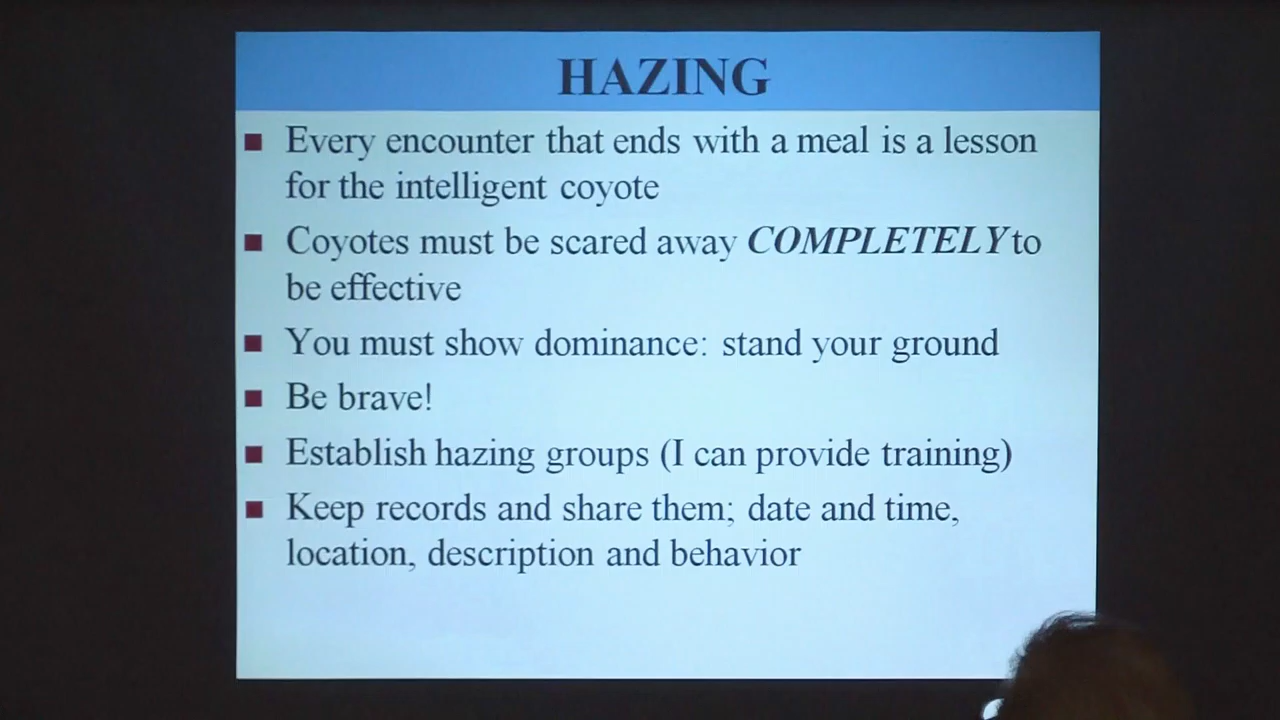 HAZING
Every encounter that ends with a meal is a lesson
for the intelligent coyote
Coyotes must be scared away COMPLETELY to
be effective
You must show dominance: stand your ground
Be brave!
Establish hazing groups (I can provide training)
Keep records and share them; date and time,
location, description and behavior